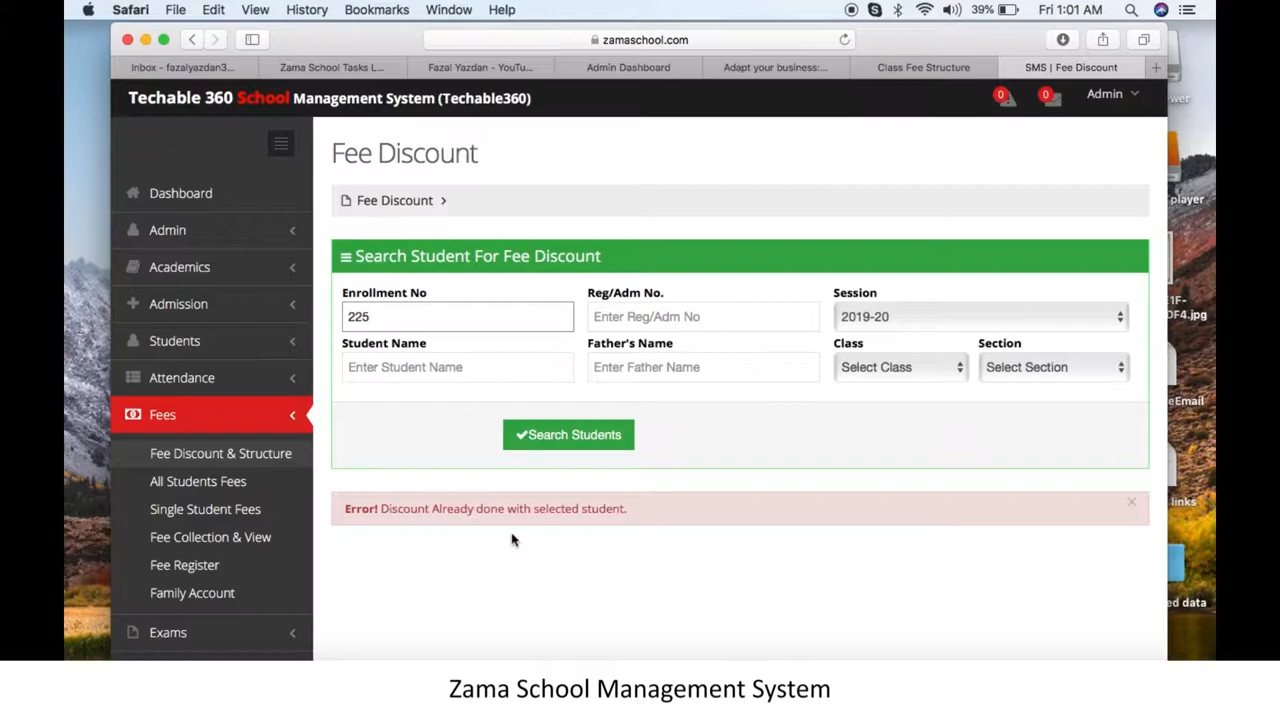 Safari File Edit View History Bookmarks Window Help 39% Fri 1:01 AM
zamaschool.com
Inbox - fazalyazdan3... Zama School Tasks L... Fazal Yazdan - YouTu... Admin Dashboard Adapt your business:... Class Fee Structure SMS | Fee Discount
Techable 360 School Management System (Techable360) 0 0 Admin
Fee Discount
Dashboard
Admin
Academics
Admission
Students
Attendance
Fees
Fee Discount & Structure
All Students Fees
Single Student Fees
Fee Collection & View
Fee Register
Family Account
Exams
Fee Discount >
Search Student For Fee Discount
Enrollment No Reg/Adm No. Session
225 Enter Reg/Adm No 2019-20
Student Name Father's Name Class Section
Enter Student Name Enter Father Name Select Class Select Section
Search Students
Error! Discount Already done with selected student. ×
player
links
Zama School Management System